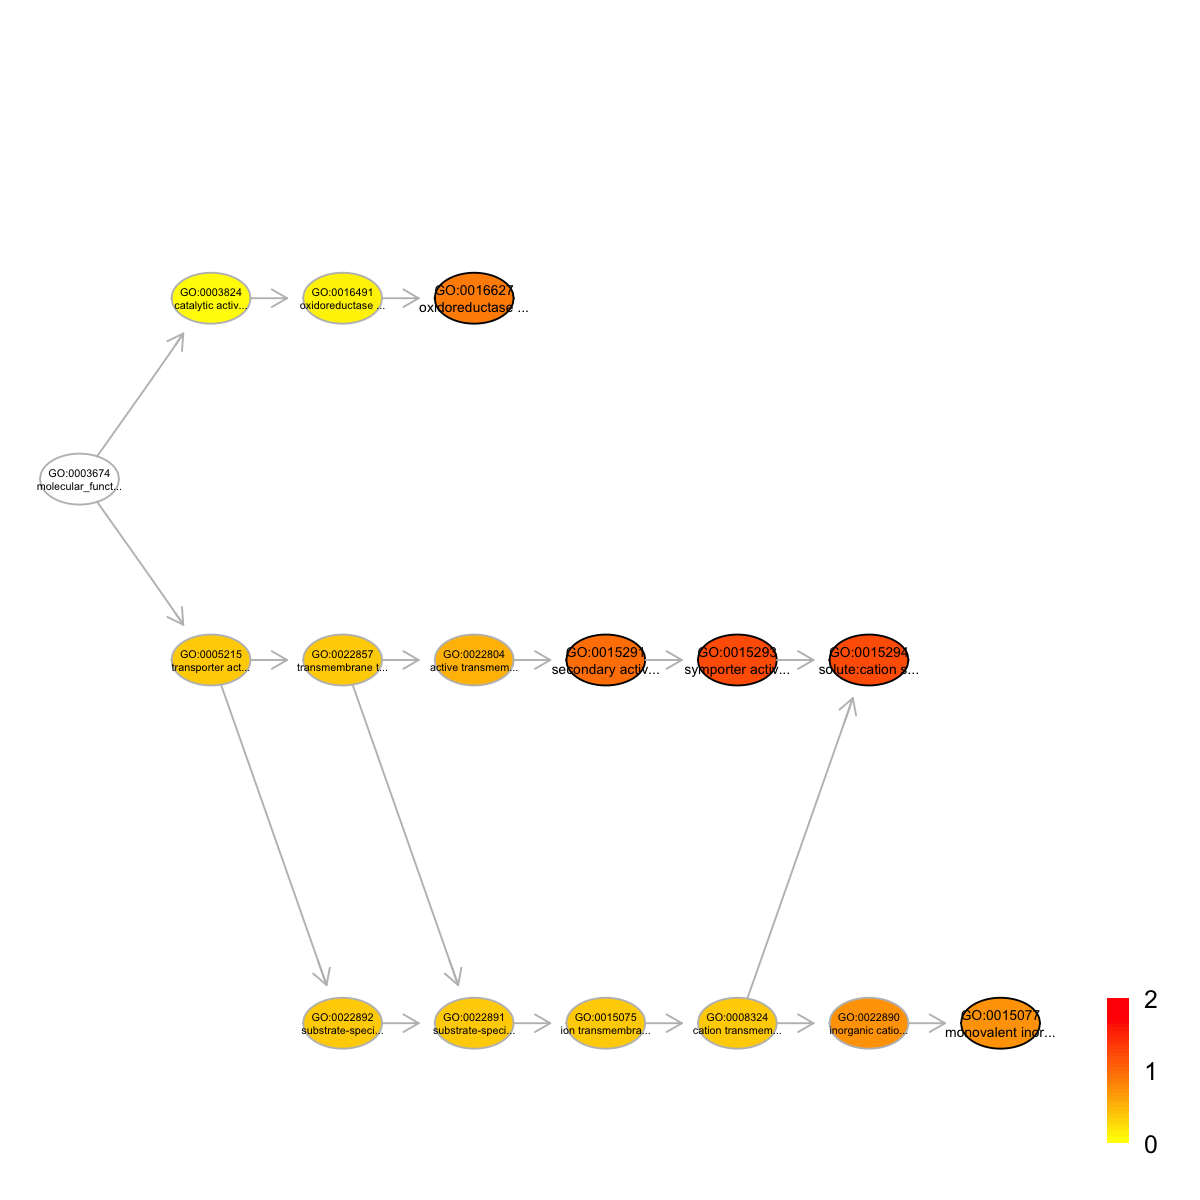 GO:0003824
catalytic activ...
GO:0016491
oxidoreductase ...
GO:0016627
oxidoreductase ...
GO:0003674
molecular_funct...
GO:0005215
transporter act...
GO:0022857
transmembrane t...
GO:0022804
active transmem...
GO:0015291
secondary activ...
GO:0015293
symporter activ...
GO:0015294
solute:cation s...
GO:0022892
substrate-speci...
GO:0022891
substrate-speci...
GO:0015075
ion transmembra...
GO:0008324
cation transmem...
GO:0022890
inorganic catio...
GO:0015077
monovalent inor...
2
1
0